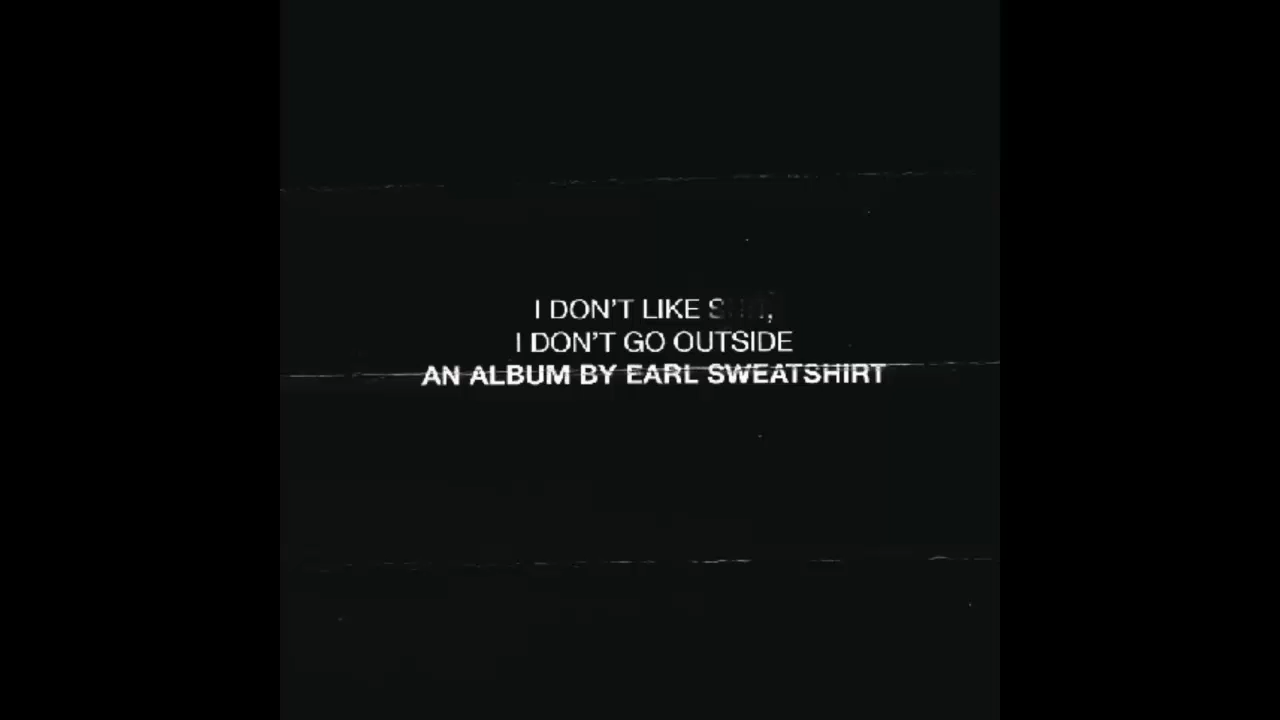 I DON'T LIKE S,
I DON'T GO OUTSIDE
AN ALBUM BY EARL SWEATSHIRT